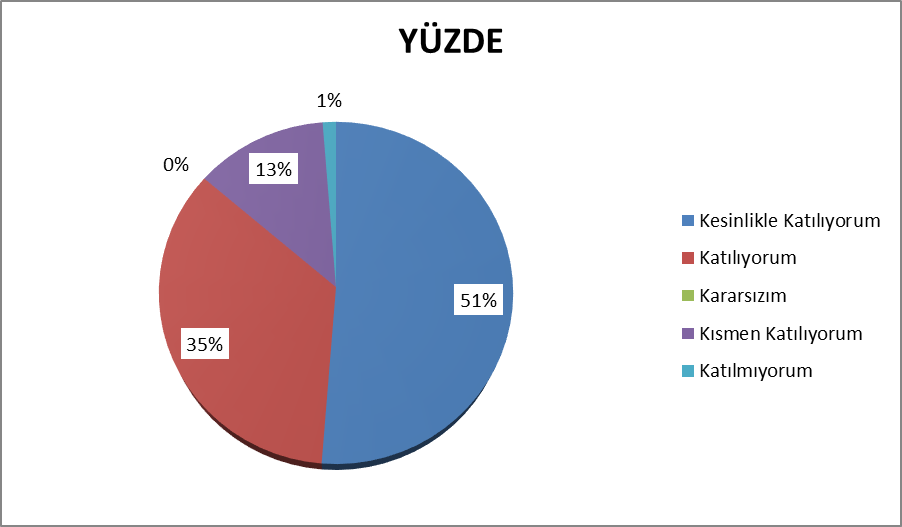 YÜZDE
1%
0%
13%
51%
35%
Kesinlikle Katılıyorum
Katılıyorum
Kararsızım
Kısmen Katılıyorum
Katılmıyorum